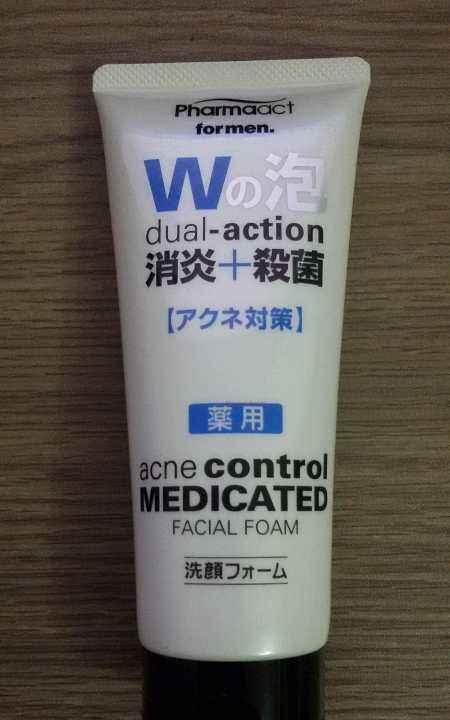 Pharmaact
for men.
Wの泡
dual-action
消炎＋殺菌
【アクネ対策】
薬用
acne control
MEDICATED
FACIAL FOAM
洗顔フォーム